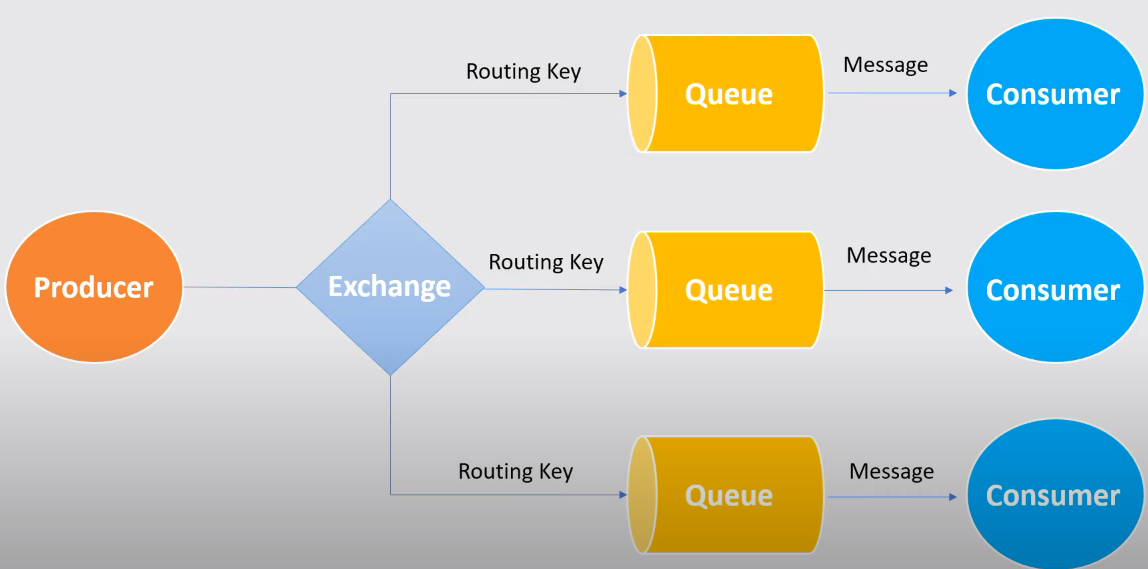 Routing Key
Queue
Message
Consumer
Producer
Exchange
Routing Key
Queue
Message
Consumer
Routing Key
Queue
Message
Consumer